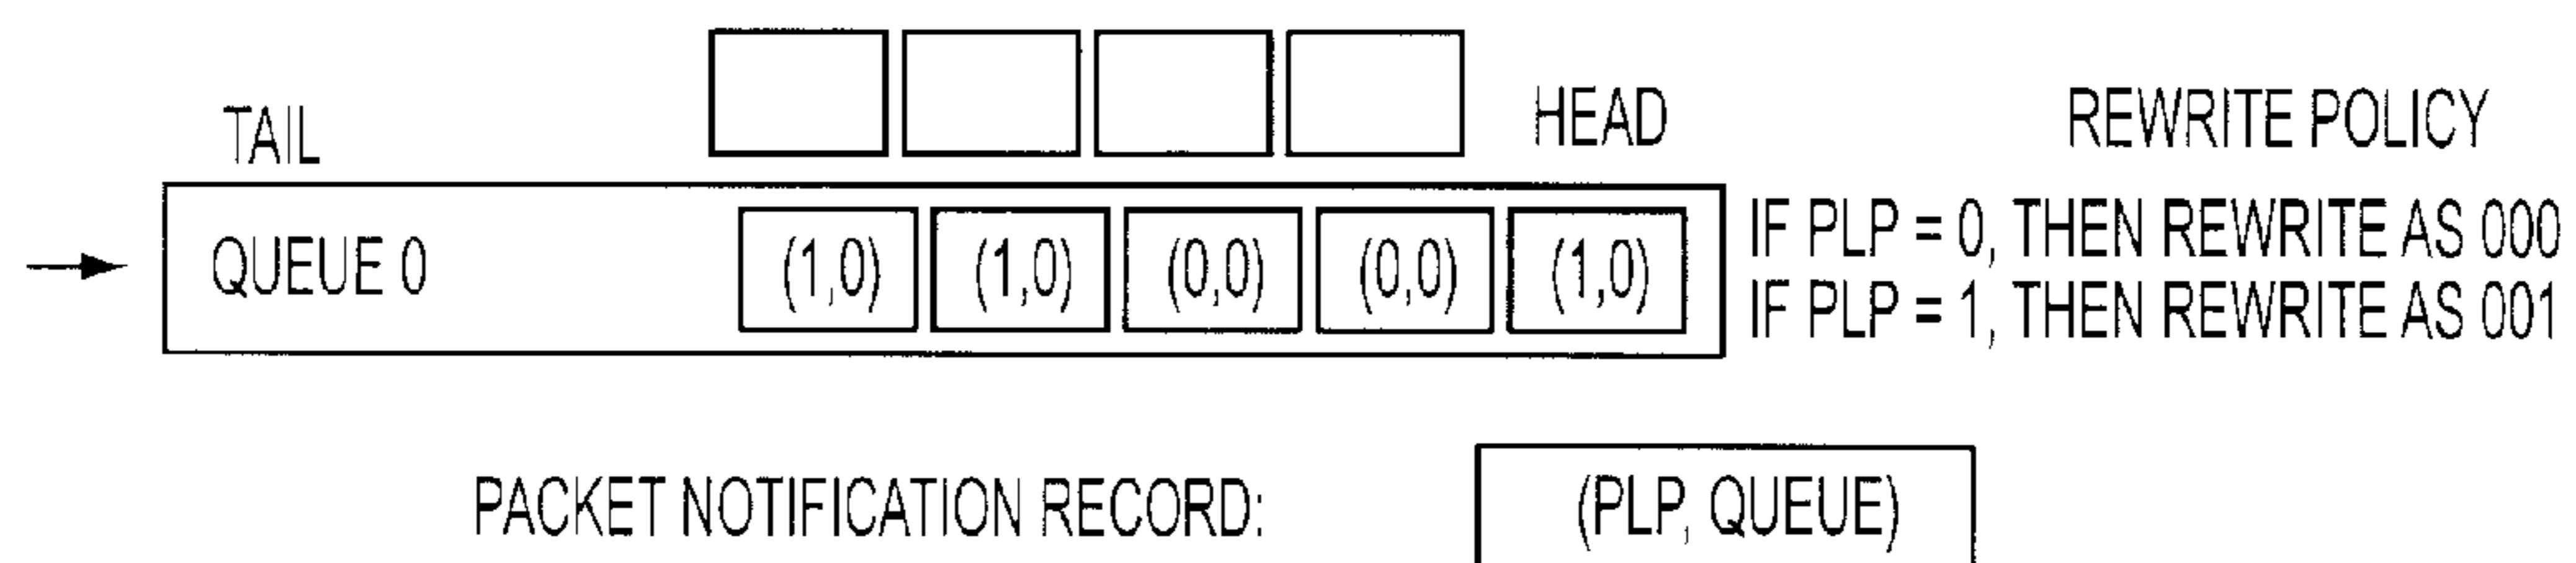 TAIL
HEAD
REWRITE POLICY
QUEUE 0
(1,0) (1,0) (0,0) (0,0) (1,0)
IF PLP = 0, THEN REWRITE AS 000
IF PLP = 1, THEN REWRITE AS 001
PACKET NOTIFICATION RECORD:
(PLP, QUEUE)